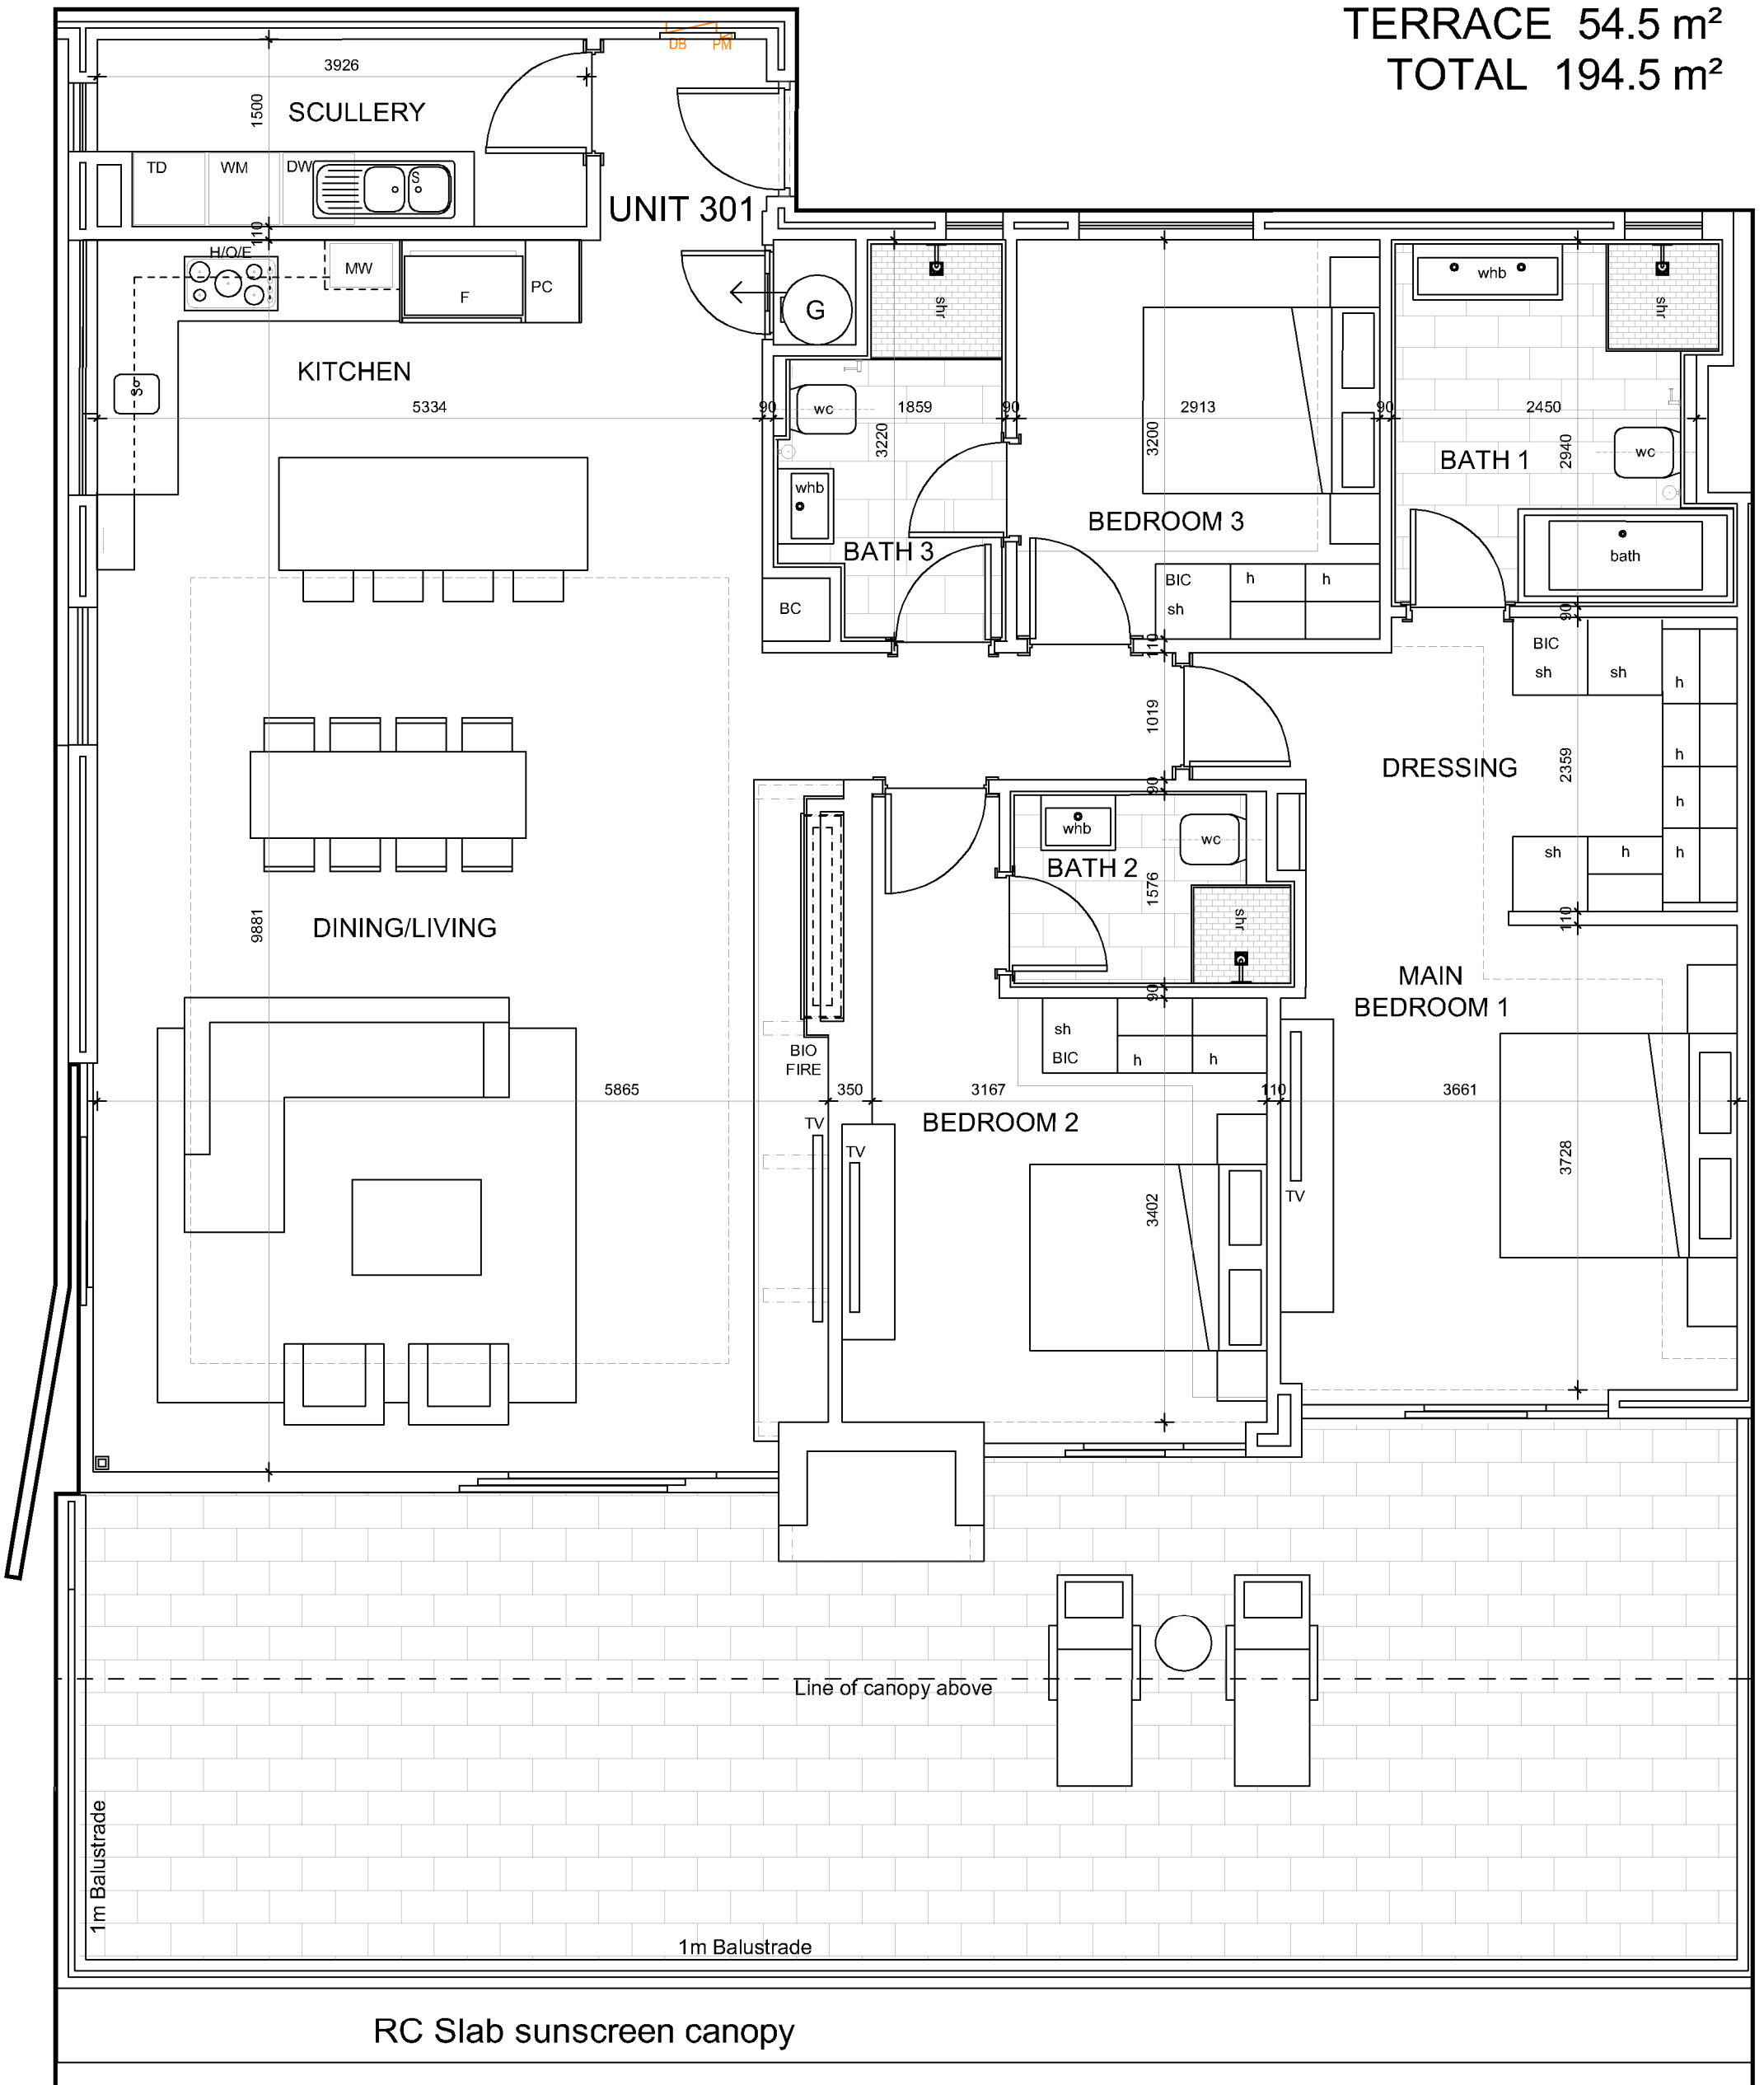 TERRACE 54.5 m²
TOTAL 194.5 m²
DB PM
3926
1500
SCULLERY
TD WM DW S
UNIT 301
110
H/O/E
MW
F
PC
G
shr
whb
shr
KITCHEN
S
5334
90
wc
1859
90
2913
90
2450
3220
3200
2940
BATH 1
wc
whb
BEDROOM 3
BATH 3
bath
BC
BIC h h
sh
90
110
BIC
sh sh
h
1019
DRESSING
2359
h
h
90
whb
wc
BATH 2
1576
shr
sh h h
110
9881
DINING/LIVING
MAIN
BEDROOM 1
90
sh
BIC h h
BIO
FIRE
5865
350
3167
110
3661
TV
BEDROOM 2
TV
3402
3728
TV
Line of canopy above
1m Balustrade
1m Balustrade
RC Slab sunscreen canopy